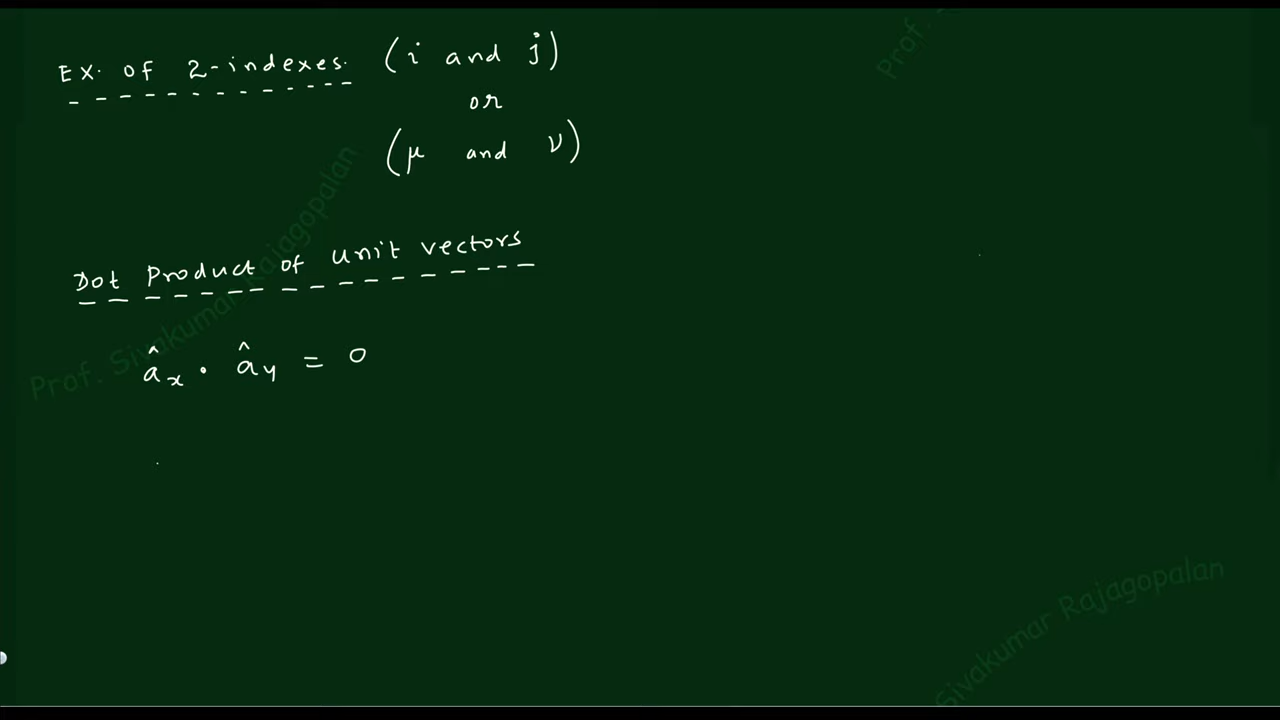 Ex. of 2-indexes. (i and j)
or
(μ and ν)
Dot Product of unit vectors
â_x . â_y = 0
Prof. Sivakumar Rajagopalan
Prof.
Sivakumar Rajagopalan